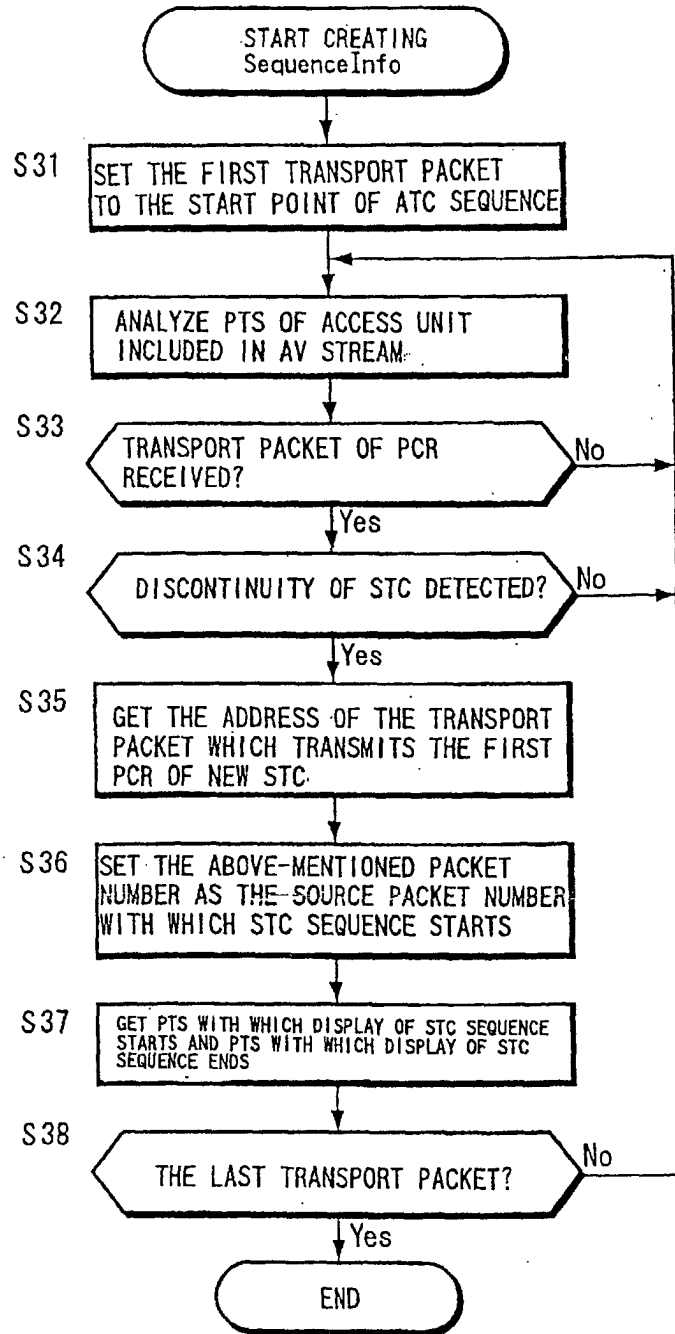 START CREATING
SequenceInfo
S31
SET THE FIRST TRANSPORT PACKET
TO THE START POINT OF ATC SEQUENCE
S32
ANALYZE PTS OF ACCESS UNIT
INCLUDED IN AV STREAM
S33
TRANSPORT PACKET OF PCR
RECEIVED?
No
Yes
S34
DISCONTINUITY OF STC DETECTED?
No
Yes
S35
GET THE ADDRESS OF THE TRANSPORT
PACKET WHICH TRANSMITS THE FIRST
PCR OF NEW STC
S36
SET THE ABOVE-MENTIONED PACKET
NUMBER AS THE SOURCE PACKET NUMBER
WITH WHICH STC SEQUENCE STARTS
S37
GET PTS WITH WHICH DISPLAY OF STC SEQUENCE
STARTS AND PTS WITH WHICH DISPLAY OF STC
SEQUENCE ENDS
S38
THE LAST TRANSPORT PACKET?
No
Yes
END